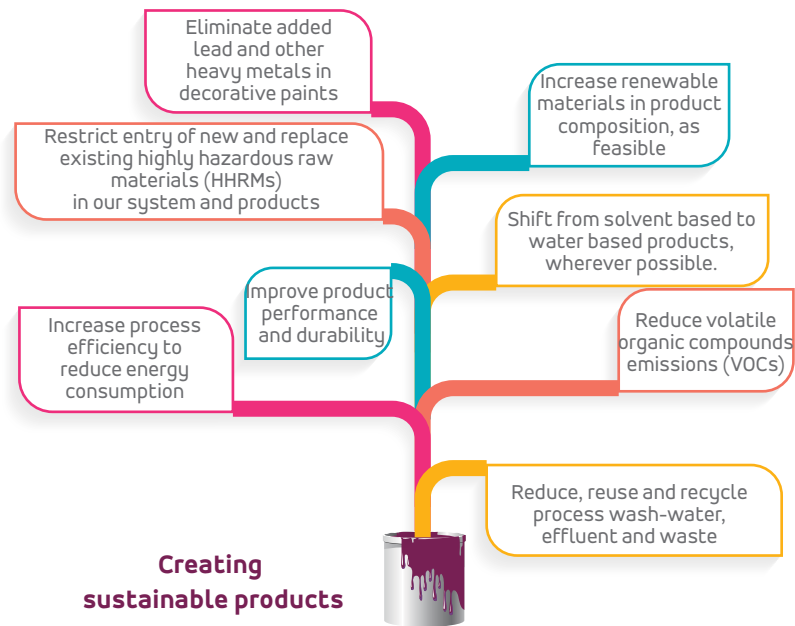 Eliminate added
lead and other
heavy metals in
decorative paints
Increase renewable
materials in product
composition, as
feasible
Restrict entry of new and replace
existing highly hazardous raw
materials (HHRMs)
in our system and products
Shift from solvent based to
water based products,
wherever possible.
Improve product
performance
and durability
Increase process
efficiency to
reduce energy
consumption
Reduce volatile
organic compounds
emissions (VOCs)
Reduce, reuse and recycle
process wash-water,
effluent and waste
Creating
sustainable products